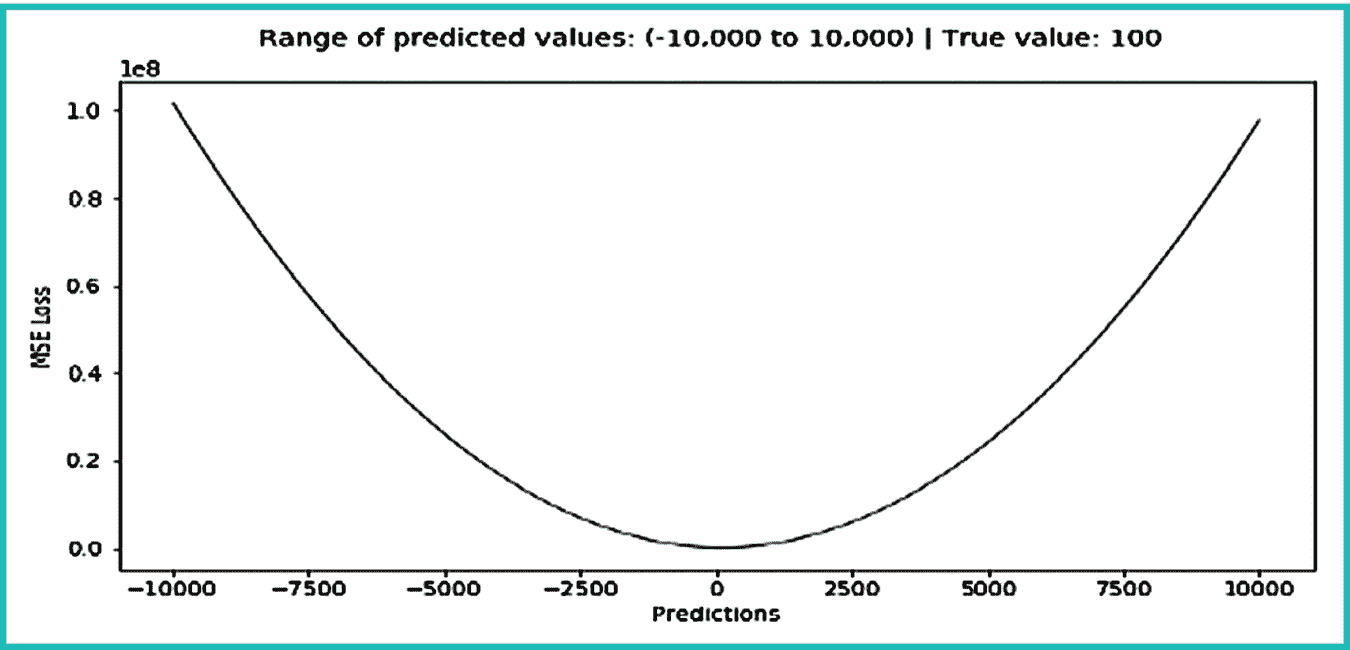 Range of predicted values: (-10,000 to 10,000) | True value: 100
1e8
1.0
0.8
0.6
0.4
0.2
0.0
MSE Loss
−10000 −7500 −5000 −2500 0 2500 5000 7500 10000
Predictions